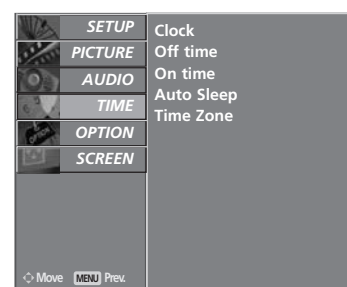 SETUP
PICTURE
AUDIO
TIME
OPTION
SCREEN
Clock
Off time
On time
Auto Sleep
Time Zone
Move MENU Prev.